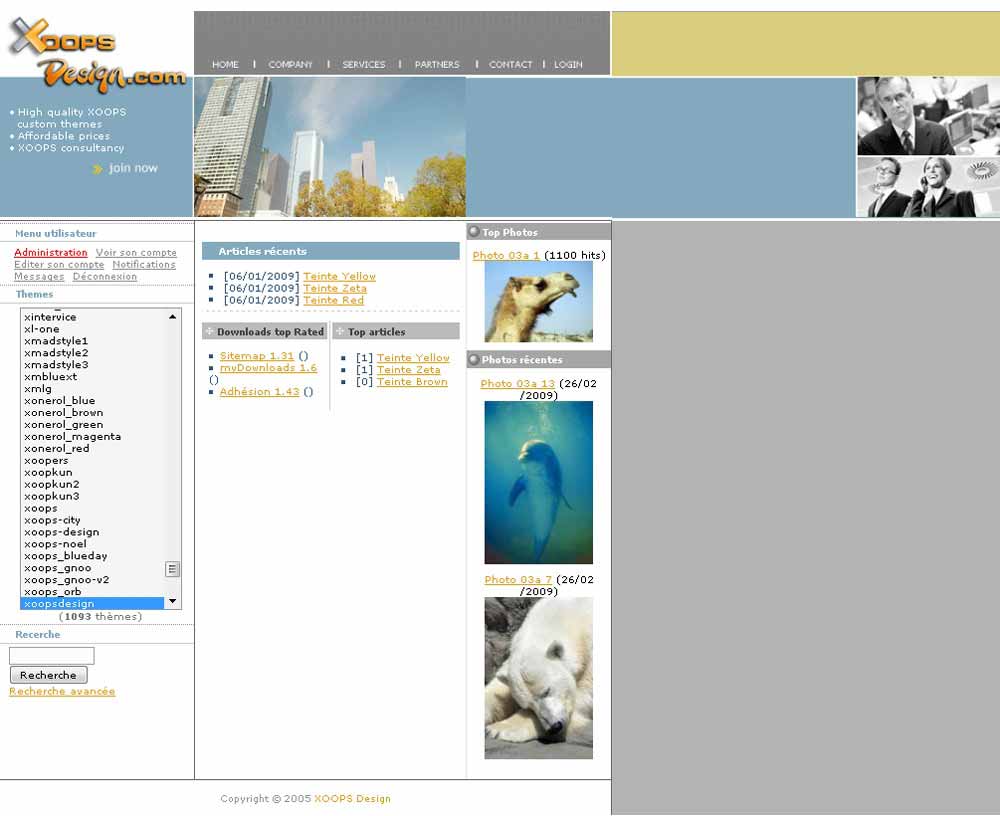 XOOPS
Design.com
HOME | COMPANY | SERVICES | PARTNERS | CONTACT | LOGIN
• High quality XOOPS
custom themes
• Affordable prices
• XOOPS consultancy
join now
Menu utilisateur
Administration Voir son compte
Editer son compte Notifications
Messages Déconnexion
Themes
xintervice
xl-one
xmadstyle1
xmadstyle2
xmadstyle3
xmbluext
xmlg
xonerol_blue
xonerol_brown
xonerol_green
xonerol_magenta
xonerol_red
xoopers
xoopkun
xoopkun2
xoopkun3
xoops
xoops-city
xoops-design
xoops-noel
xoops_blueday
xoops_gnoo
xoops_gnoo-v2
xoops_orb
xoopsdesign
(1093 thèmes)
Recerche
Recherche
Recherche avancée
Articles récents
[06/01/2009] Teinte Yellow
[06/01/2009] Teinte Zeta
[06/01/2009] Teinte Red
Downloads top Rated
Sitemap 1.31 ()
myDownloads 1.6
()
Adhésion 1.43 ()
Top articles
[1] Teinte Yellow
[1] Teinte Zeta
[0] Teinte Brown
Top Photos
Photo 03a 1 (1100 hits)
Photos récentes
Photo 03a 13 (26/02
/2009)
Photo 03a 7 (26/02
/2009)
Copyright © 2005 XOOPS Design